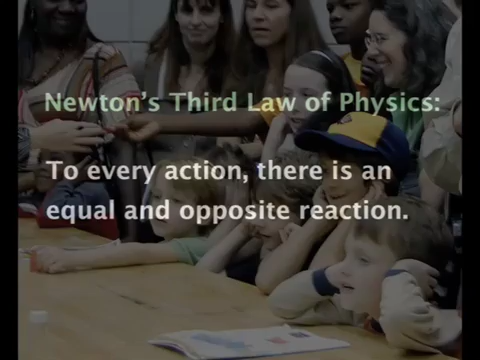 Newton's Third Law of Physics:
To every action, there is an
equal and opposite reaction.